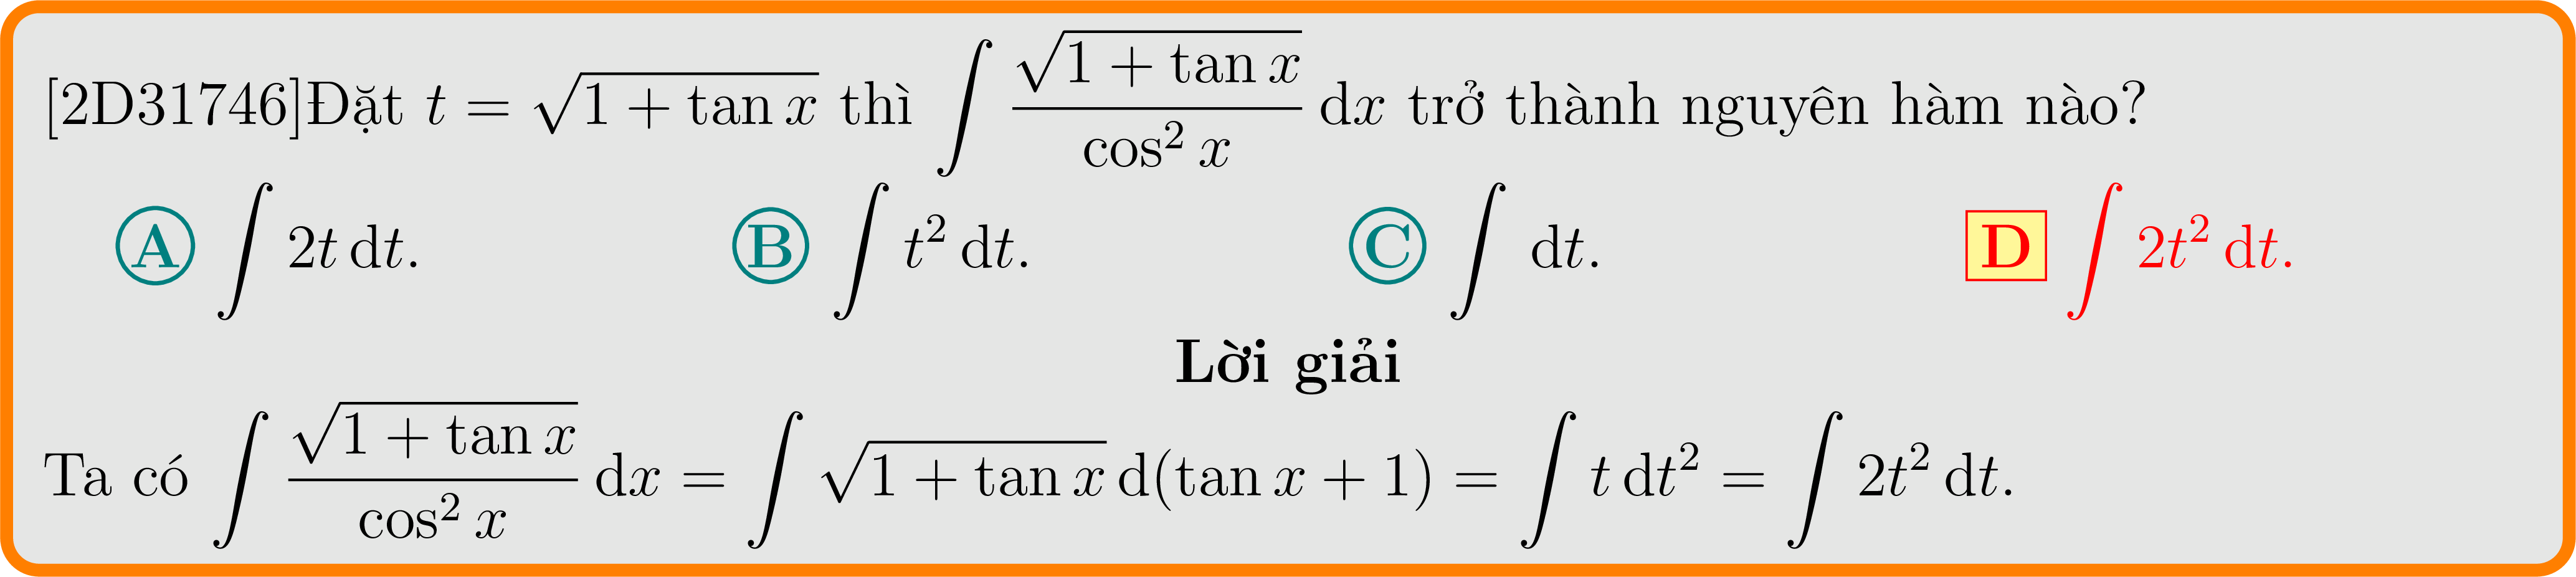 [2D31746]Đặt $t = \sqrt{1 + \tan x}$ thì $\int \frac{\sqrt{1 + \tan x}}{\cos^2 x} \, \mathrm{d}x$ trở thành nguyên hàm nào?
A $\int 2t \, \mathrm{d}t.$ B $\int t^2 \, \mathrm{d}t.$ C $\int \mathrm{d}t.$ D $\int 2t^2 \, \mathrm{d}t.$
Lời giải
Ta có $\int \frac{\sqrt{1 + \tan x}}{\cos^2 x} \, \mathrm{d}x = \int \sqrt{1 + \tan x} \, \mathrm{d}(\tan x + 1) = \int t \, \mathrm{d}t^2 = \int 2t^2 \, \mathrm{d}t.$